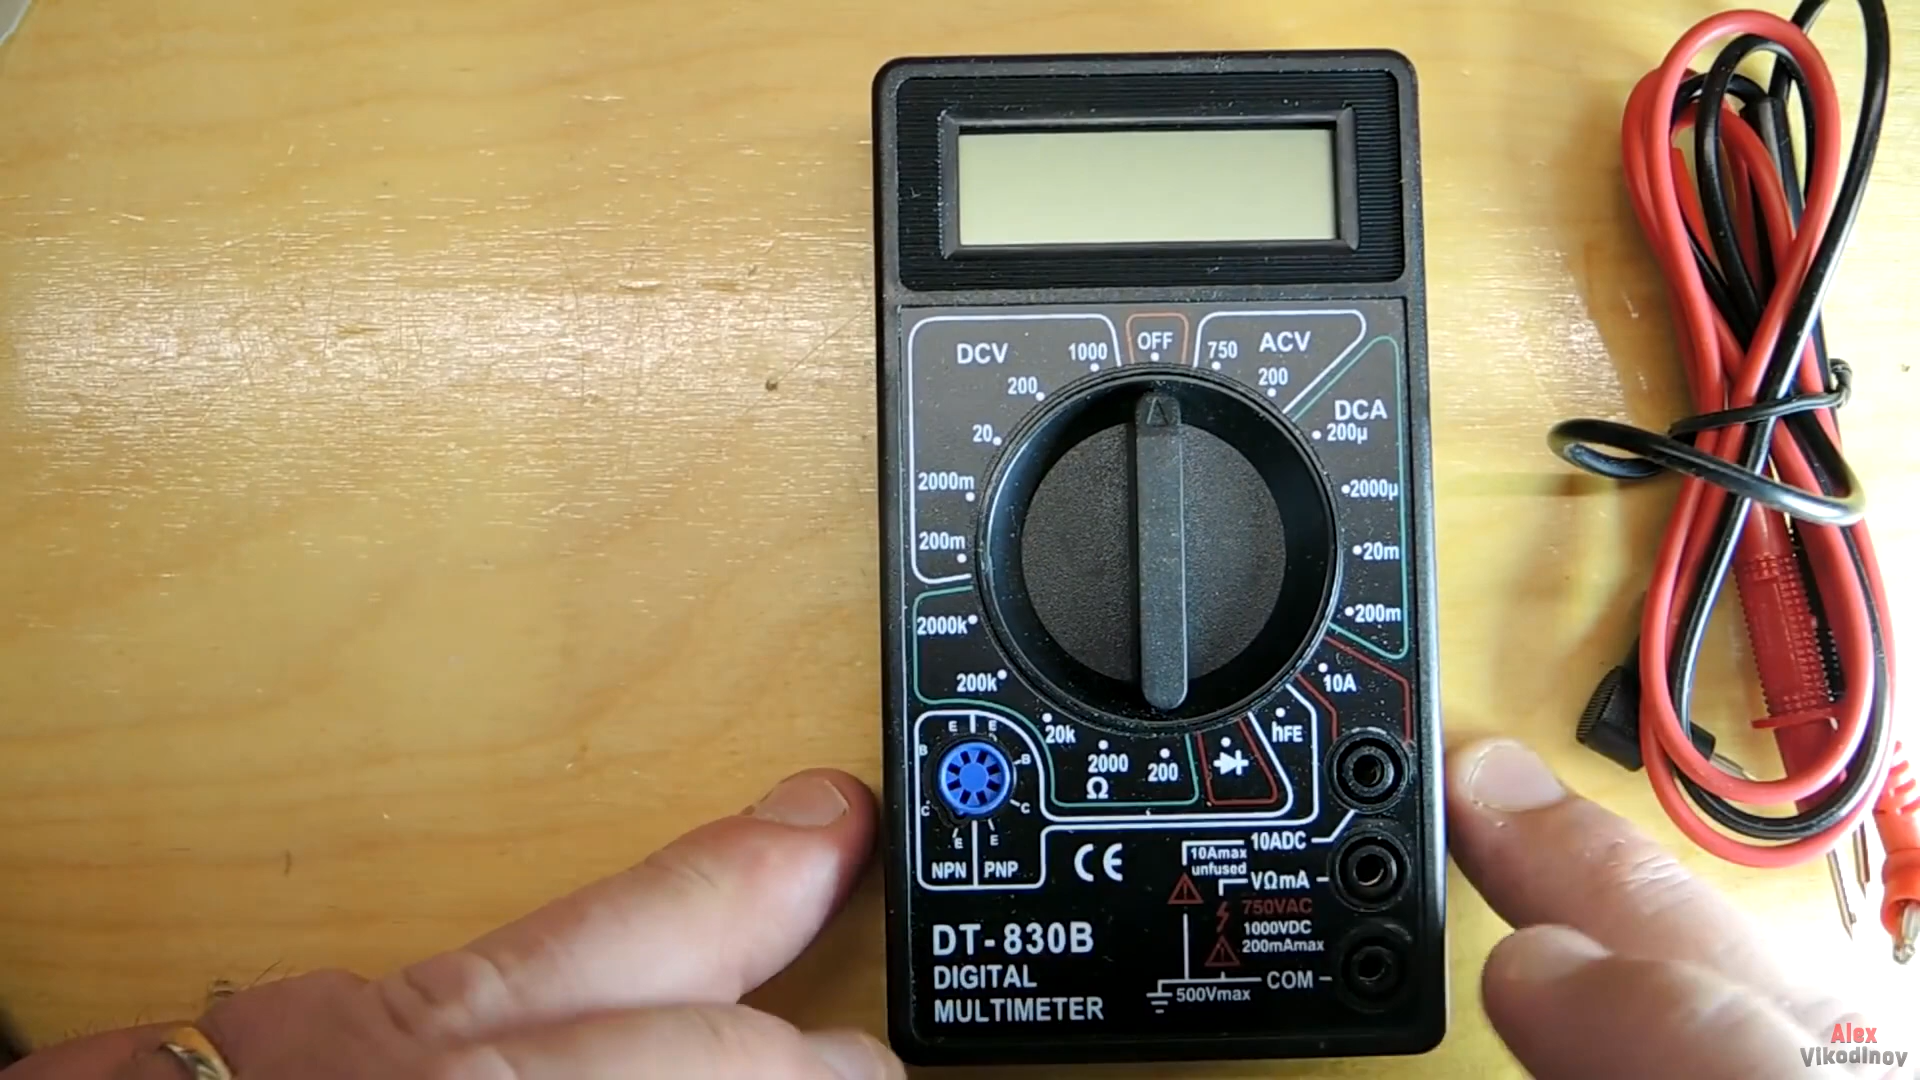 DCV
1000
OFF
750
ACV
200
200
DCA
200µ
20
2000m
2000µ
200m
20m
2000k
200m
200k
10A
20k
2000
Ω
200
hFE
E E
B B
C C
E E
NPN PNP
CE
10ADC
10Amax
unfused
VΩmA
750VAC
1000VDC
200mAmax
COM
500Vmax
DT-830B
DIGITAL
MULTIMETER
Alex
Vikodinov